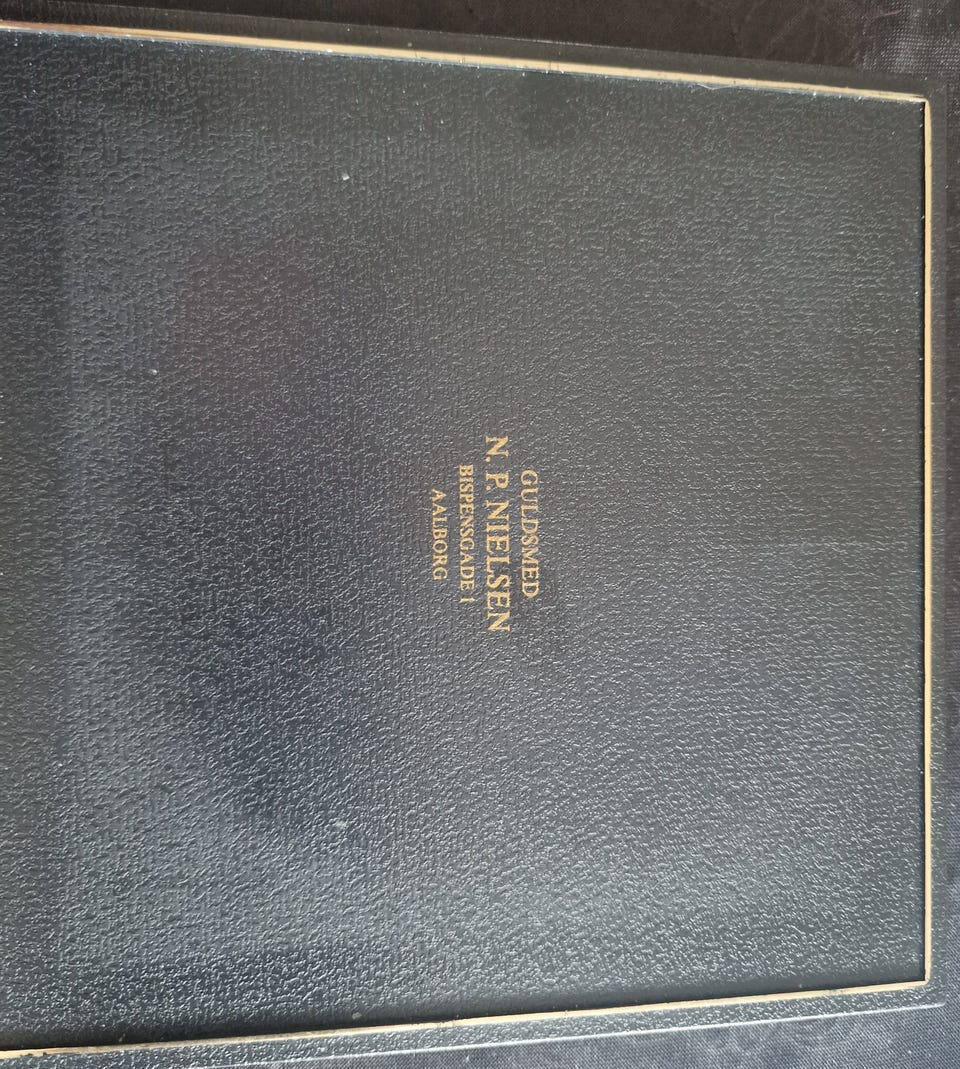 GULDSMED
N. P. NIELSEN
BISPENSGADE 1
AALBORG